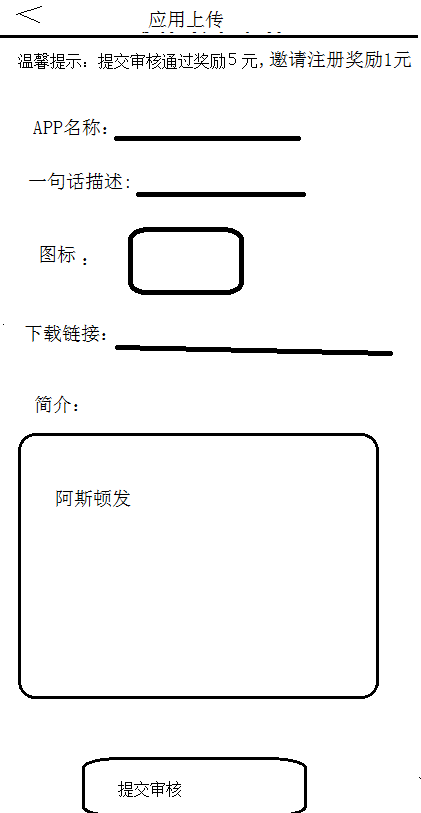 应用上传
温馨提示：提交审核通过奖励5元,邀请注册奖励1元
APP名称：
一句话描述：
图标：
下载链接：
简介：
阿斯顿发
提交审核